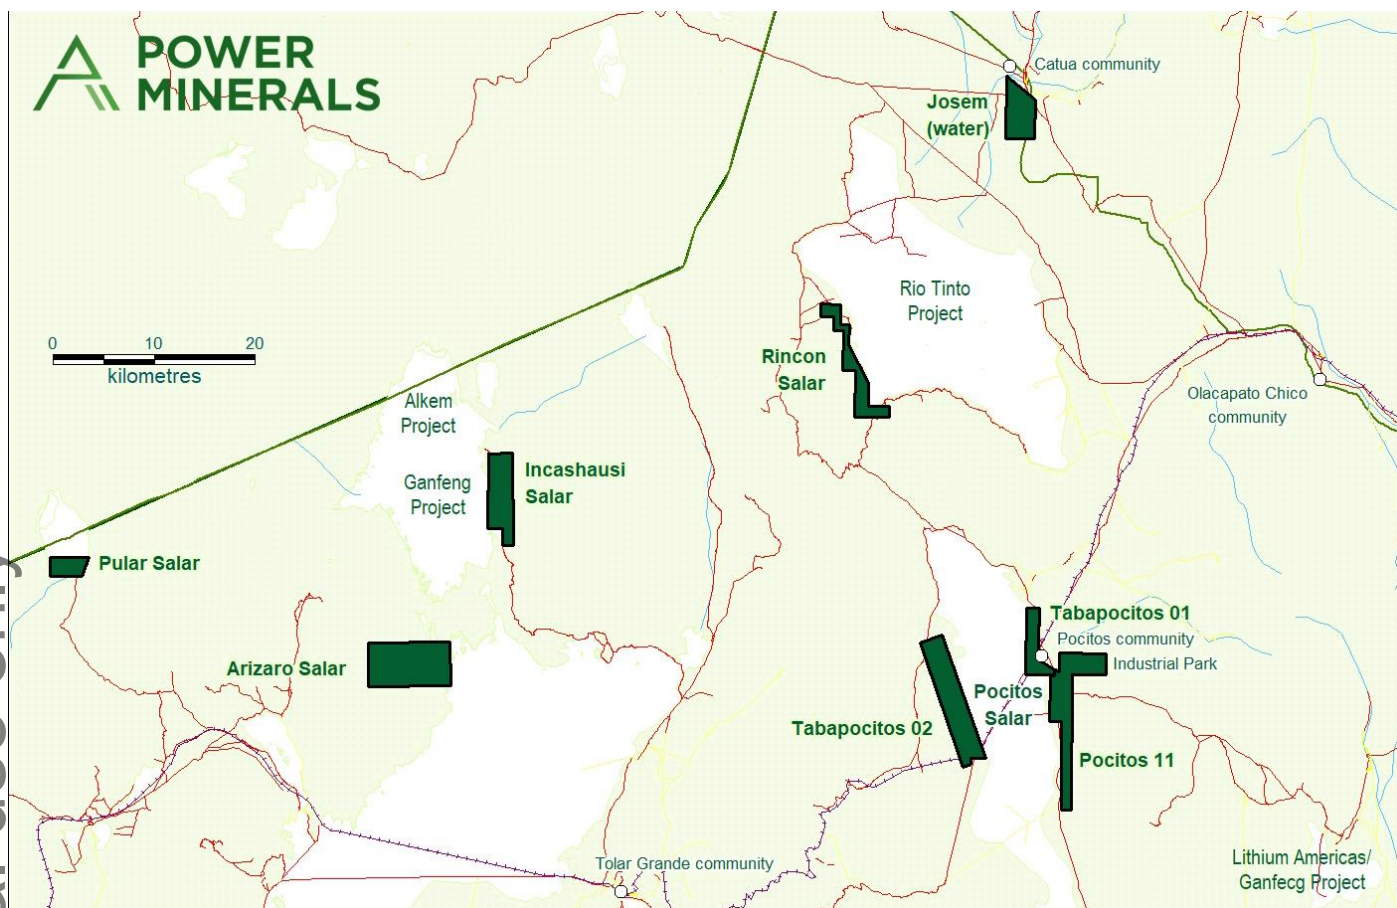 POWER
MINERALS
Catua community
Josem
(water)
Rio Tinto
Project
0 10 20
kilometres
Rincon
Salar
Olacapato Chico
community
Alkem
Project
Ganfeng
Project
Incashausi
Salar
Pular Salar
Tabapocitos 01
Pocitos community
Industrial Park
Arizaro Salar
Pocitos
Salar
Tabapocitos 02
Pocitos 11
Tolar Grande community
Lithium Americas/
Ganfecg Project